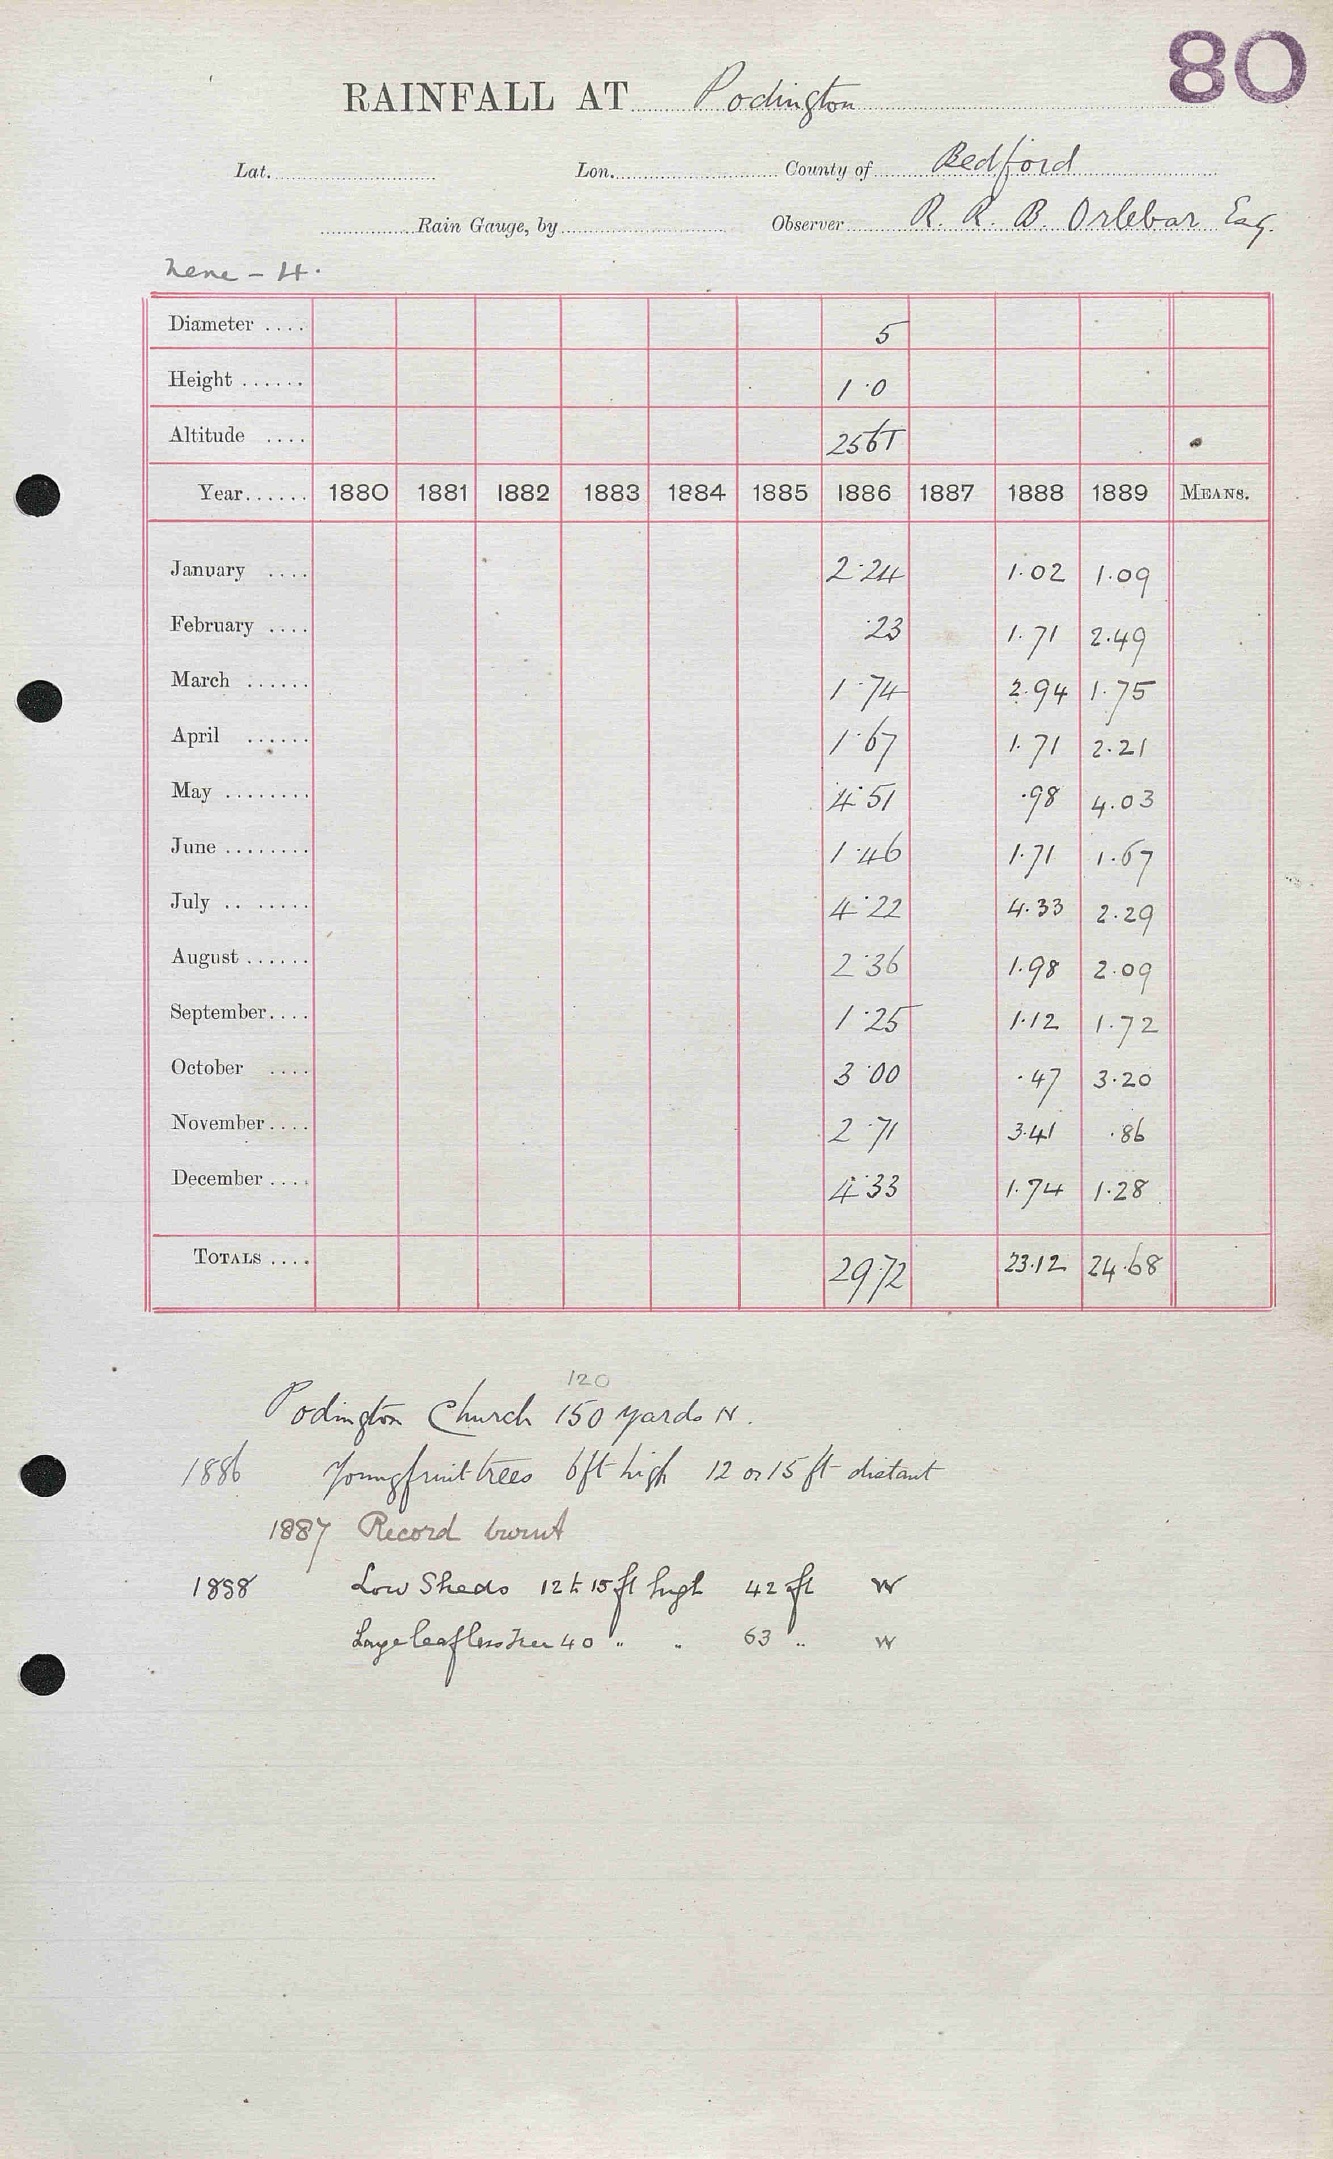 80
RAINFALL AT Podington
Lat. Lon. County of Bedford
Rain Gauge, by Observer R. R. B. Orlebar Esq.
Nene - H.
Diameter .... 5
Height ...... 1·0
Altitude .... 256T
Year...... 1880 1881 1882 1883 1884 1885 1886 1887 1888 1889 MEANS.
January .... 2·24 1.02 1.09
February .... ·23 1.71 2.49
March ...... 1·74 2.94 1.75
April ...... 1·67 1.71 2.21
May ........ 4·51 .98 4.03
June ........ 1·46 1.71 1.67
July .. ..... 4·22 4.33 2.29
August ...... 2·36 1.98 2.09
September.... 1·25 1.12 1.72
October .... 3·00 .47 3.20
November.... 2·71 3.41 .86
December .... 4·33 1.74 1.28
TOTALS .... 29·72 23.12 24.68
120
Podington Church 150 yards N.
1886 Young fruit trees 6ft high 12 or 15 ft distant
1887 Record burnt
1888 Low Sheds 12 to 15 ft high 42 ft W
Large leafless Tree 40 " " 63 " W